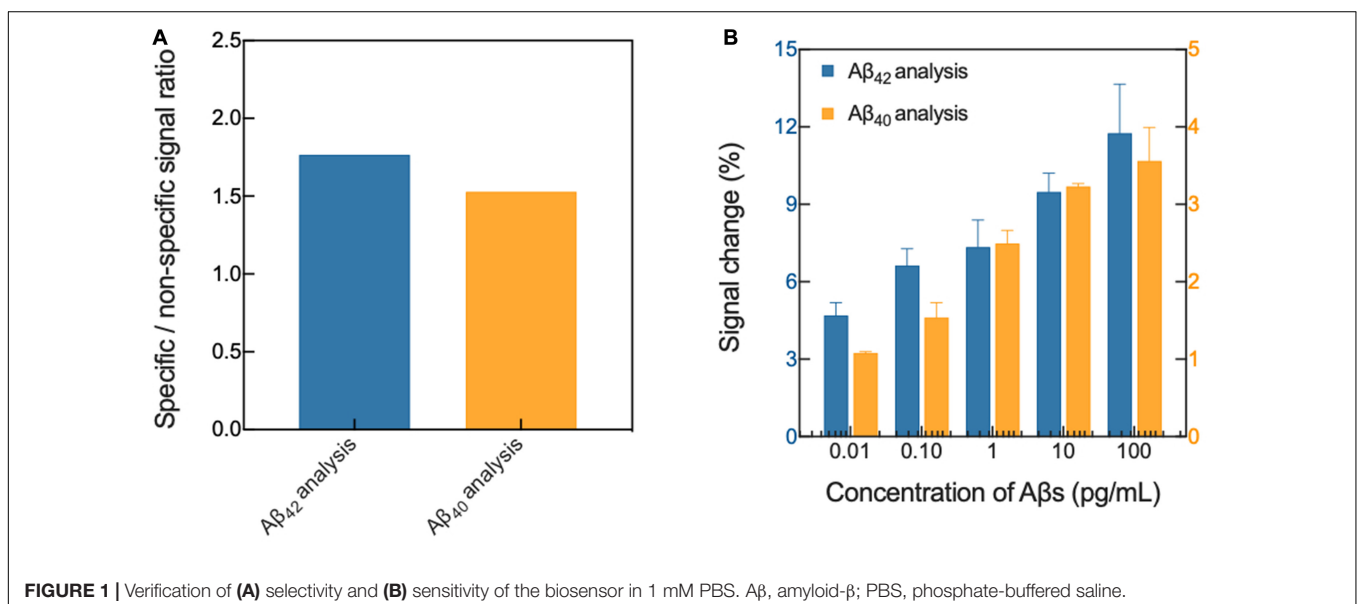 A
2.5
2.0
1.5
1.0
0.5
0.0
Specific / non-specific signal ratio
Aβ42 analysis
Aβ40 analysis
B
15
12
9
6
3
0
Signal change (%)
Aβ42 analysis
Aβ40 analysis
5
4
3
2
1
0
0.01 0.10 1 10 100
Concentration of Aβs (pg/mL)
FIGURE 1 | Verification of (A) selectivity and (B) sensitivity of the biosensor in 1 mM PBS. Aβ, amyloid-β; PBS, phosphate-buffered saline.